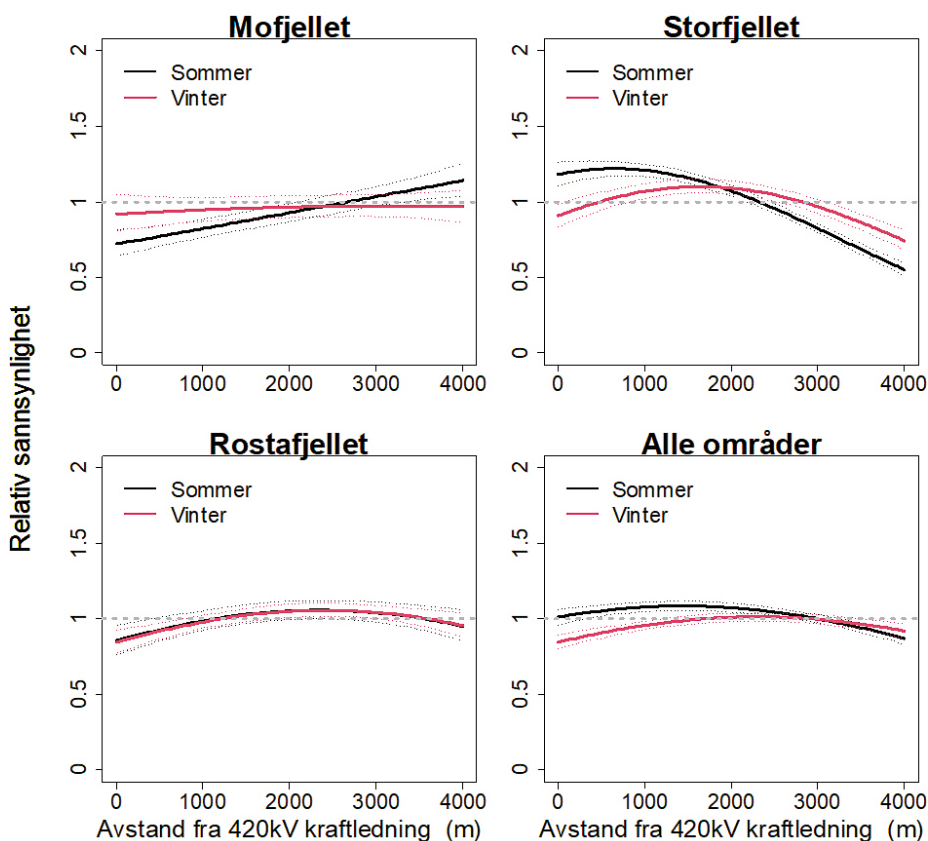 Mofjellet
Storfjellet
2
1.5
1
0.5
0
Sommer
Vinter
0 1000 2000 3000 4000
2
1.5
1
0.5
0
Sommer
Vinter
0 1000 2000 3000 4000
Relativ sannsynlighet
Rostafjellet
Alle områder
2
1.5
1
0.5
0
Sommer
Vinter
0 1000 2000 3000 4000
Avstand fra 420kV kraftledning (m)
2
1.5
1
0.5
0
Sommer
Vinter
0 1000 2000 3000 4000
Avstand fra 420kV kraftledning (m)